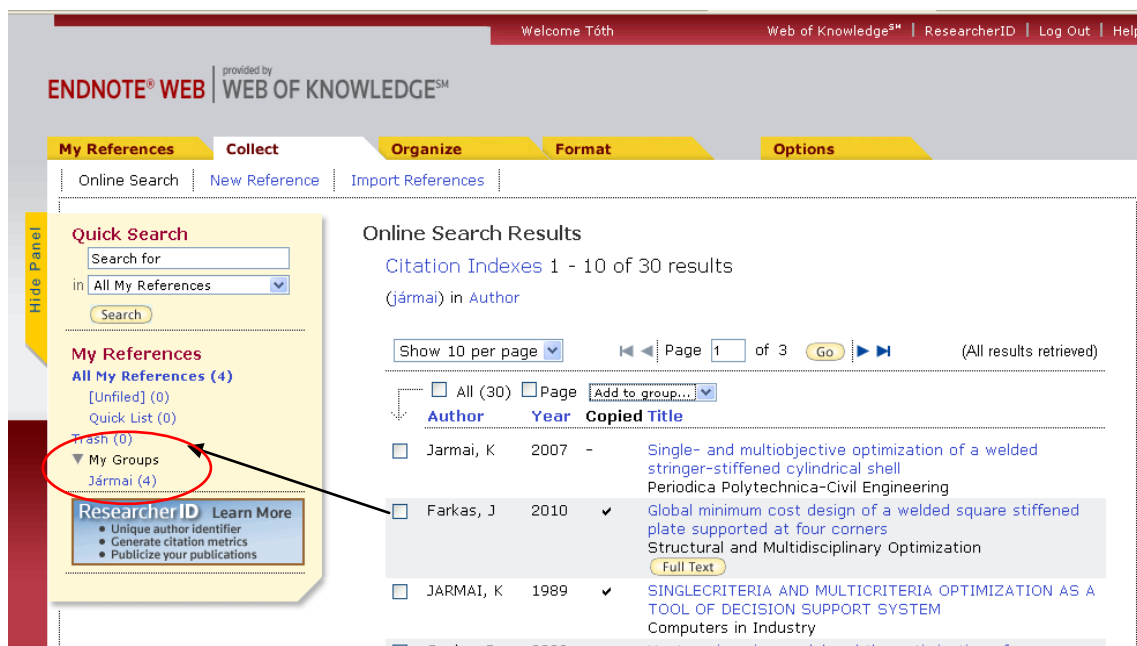 Welcome Tóth
Web of Knowledge℠ | ResearcherID | Log Out | Help
ENDNOTE® WEB
provided by
WEB OF KNOWLEDGE℠
My References
Collect
Organize
Format
Options
Online Search
New Reference
Import References
Hide Panel
Quick Search
Search for
in All My References
Search
My References
All My References (4)
[Unfiled] (0)
Quick List (0)
Trash (0)
My Groups
Jármai (4)
ResearcherID Learn More
• Unique author identifier
• Generate citation metrics
• Publicize your publications
Online Search Results
Citation Indexes 1 - 10 of 30 results
(jármai) in Author
Show 10 per page
Page 1 of 3 Go
(All results retrieved)
All (30) Page Add to group...
Author Year Copied Title
Jarmai, K 2007 - Single- and multiobjective optimization of a welded
stringer-stiffened cylindrical shell
Periodica Polytechnica-Civil Engineering
Farkas, J 2010 ✔ Global minimum cost design of a welded square stiffened
plate supported at four corners
Structural and Multidisciplinary Optimization
Full Text
JARMAI, K 1989 ✔ SINGLECRITERIA AND MULTICRITERIA OPTIMIZATION AS A
TOOL OF DECISION SUPPORT SYSTEM
Computers in Industry